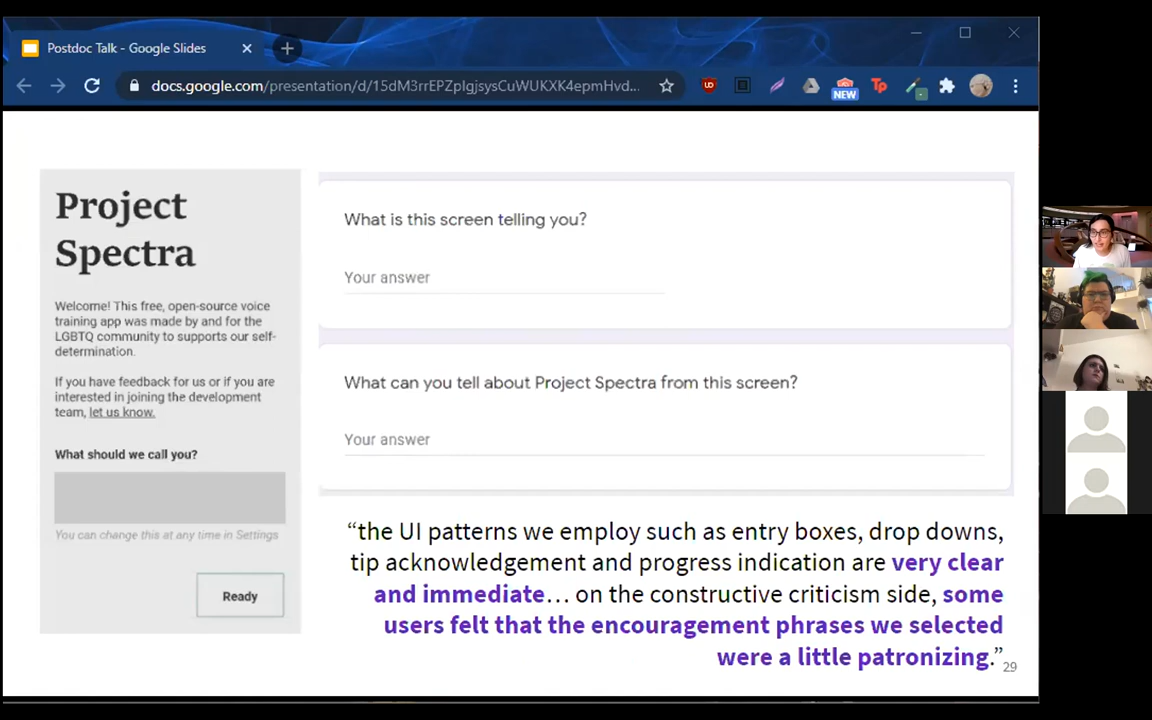 Postdoc Talk - Google Slides
docs.google.com/presentation/d/15dM3rrEPZplgjsysCuWUKXK4epmHvd...
NEW
Tp
Project
Spectra
Welcome! This free, open-source voice
training app was made by and for the
LGBTQ community to supports our self-
determination.
If you have feedback for us or if you are
interested in joining the development
team, let us know.
What should we call you?
You can change this at any time in Settings
Ready
What is this screen telling you?
Your answer
What can you tell about Project Spectra from this screen?
Your answer
“the UI patterns we employ such as entry boxes, drop downs,
tip acknowledgement and progress indication are very clear
and immediate… on the constructive criticism side, some
users felt that the encouragement phrases we selected
were a little patronizing.”
29